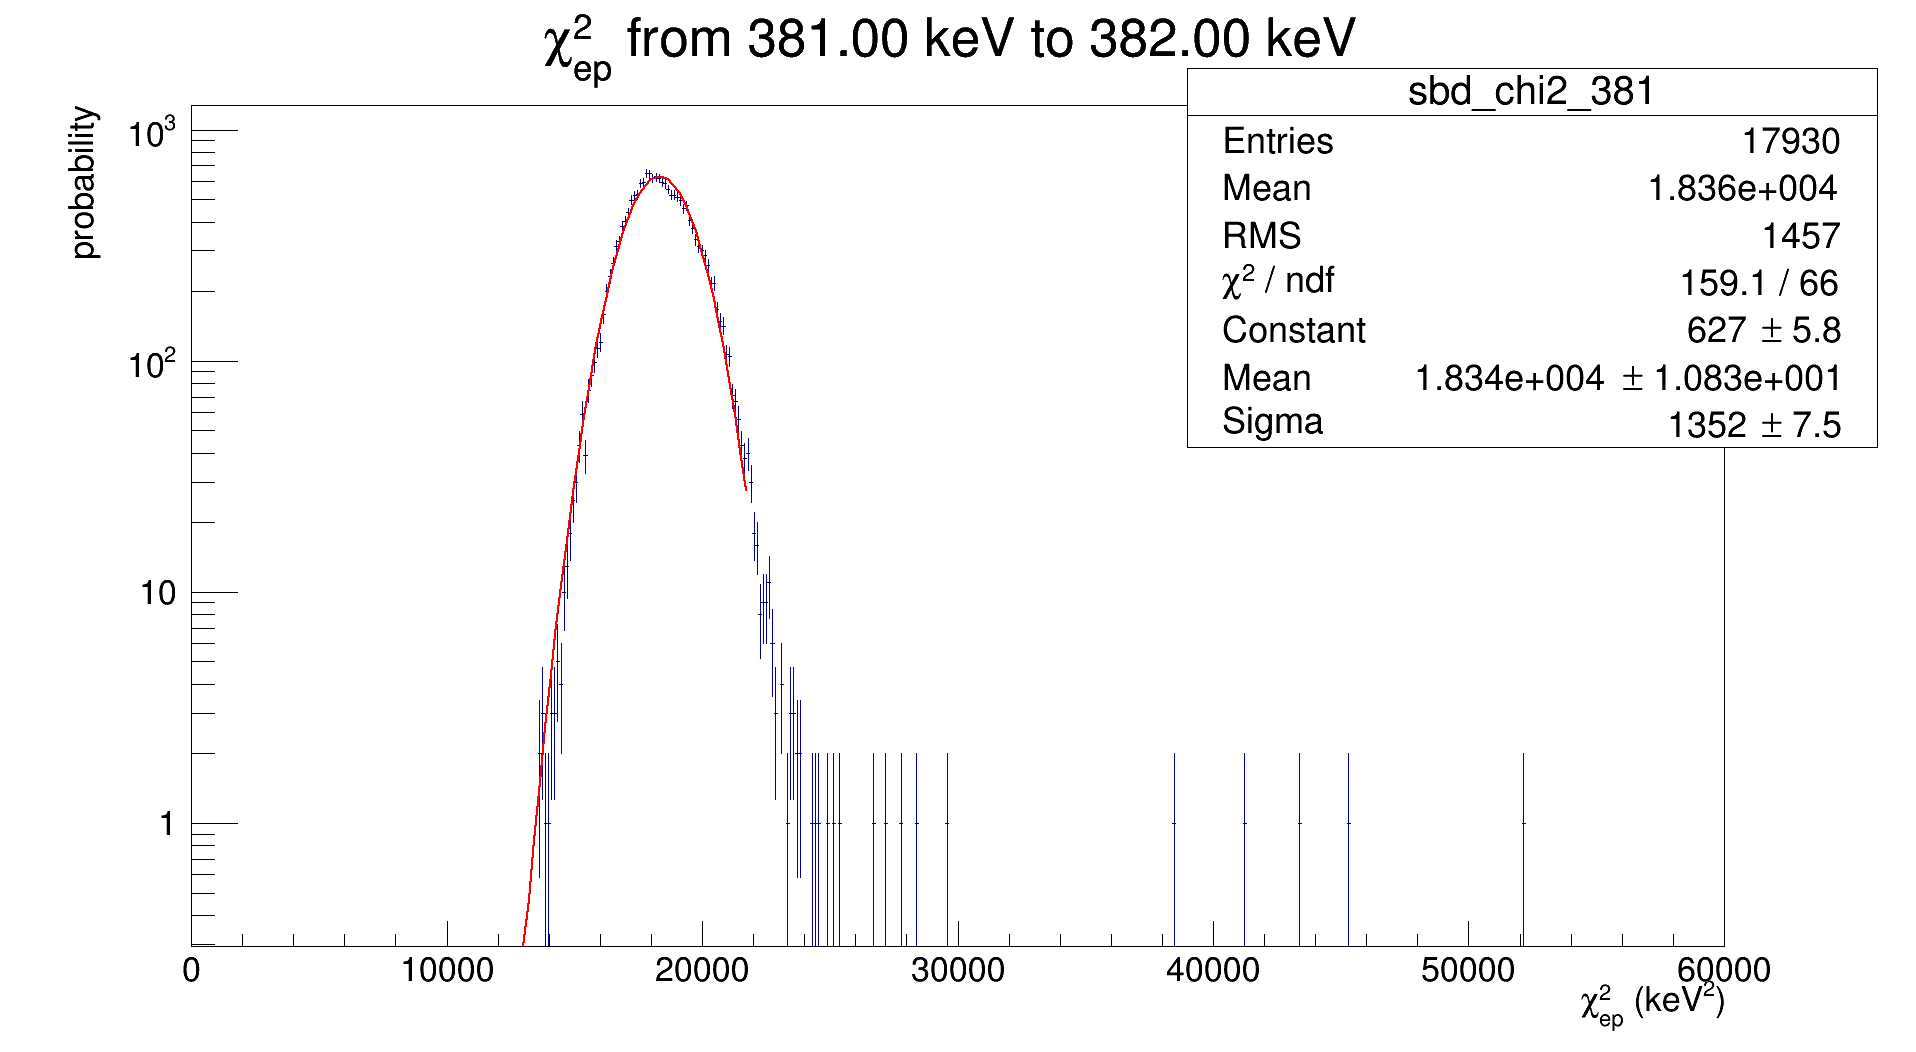 χ²ep from 381.00 keV to 382.00 keV
sbd_chi2_381
Entries 17930
Mean 1.836e+004
RMS 1457
χ² / ndf 159.1 / 66
Constant 627 ± 5.8
Mean 1.834e+004 ± 1.083e+001
Sigma 1352 ± 7.5
probability
10³
10²
10
1
0 10000 20000 30000 40000 50000 60000
χ²ep (keV²)